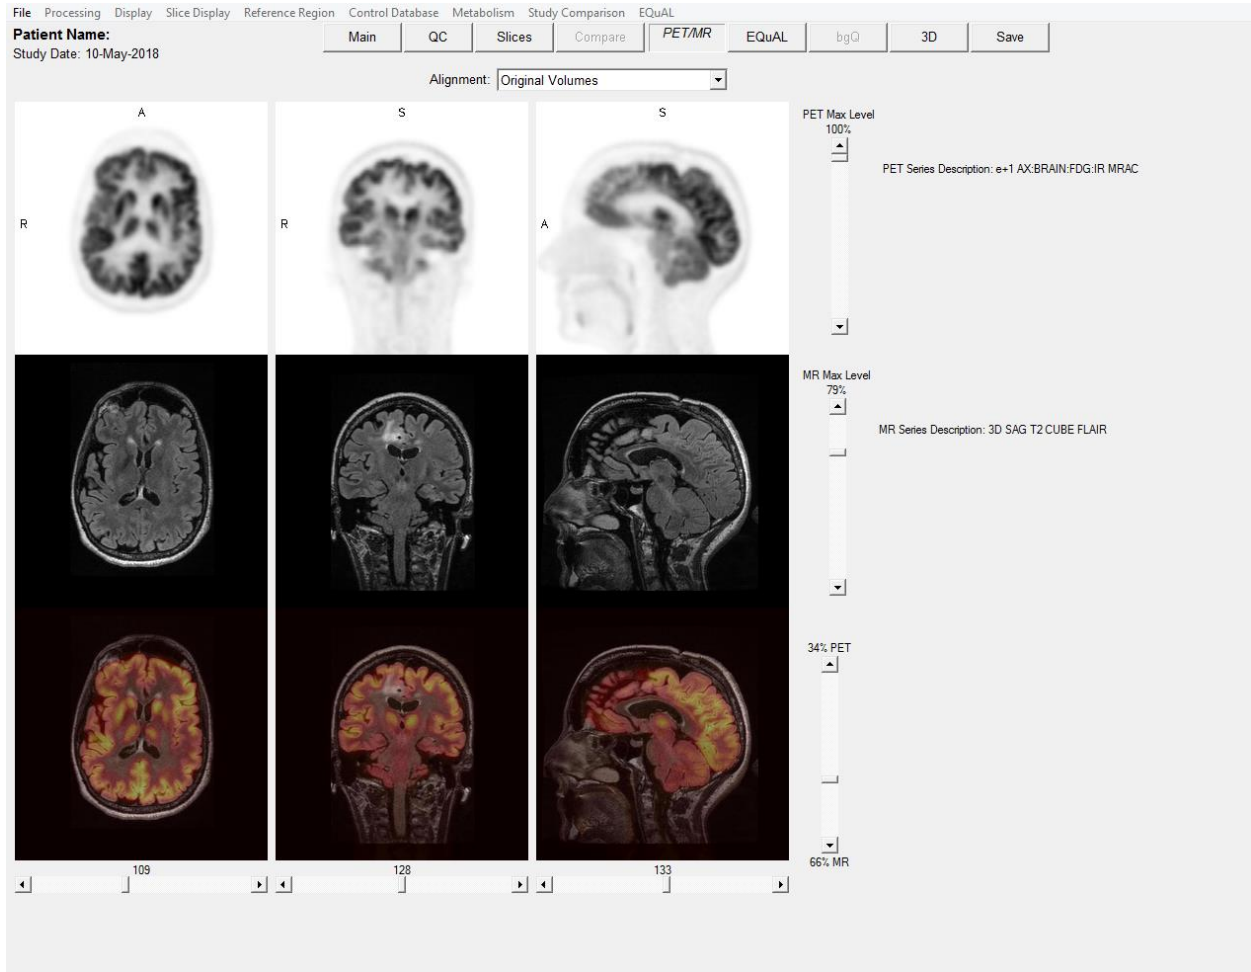 File Processing Display Slice Display Reference Region Control Database Metabolism Study Comparison EQuAL
Patient Name:
Study Date: 10-May-2018
Main QC Slices Compare PET/MR EQuAL bgQ 3D Save
Alignment: Original Volumes
A S S
PET Max Level
100%
PET Series Description: e+1 AX:BRAIN:FDG:IR MRAC
R R A
MR Max Level
79%
MR Series Description: 3D SAG T2 CUBE FLAIR
34% PET
66% MR
109 128 133